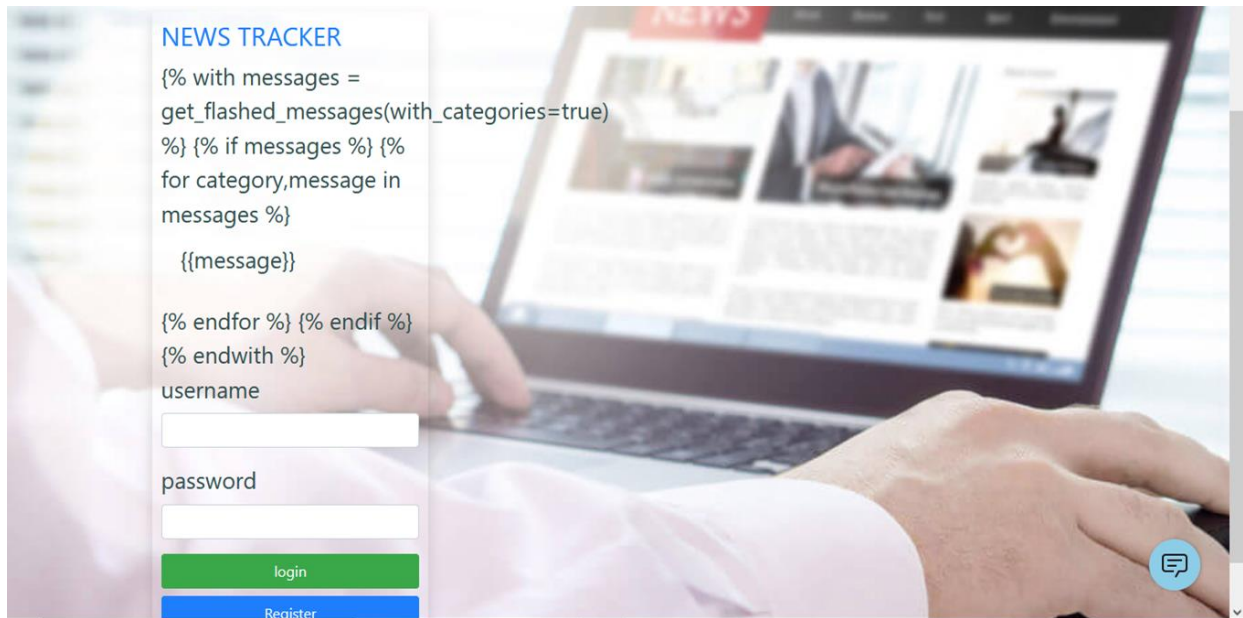 NEWS
NEWS TRACKER
{% with messages =
get_flashed_messages(with_categories=true)
%} {% if messages %} {%
for category,message in
messages %}
{{message}}
{% endfor %} {% endif %}
{% endwith %}
username
password
login
Register